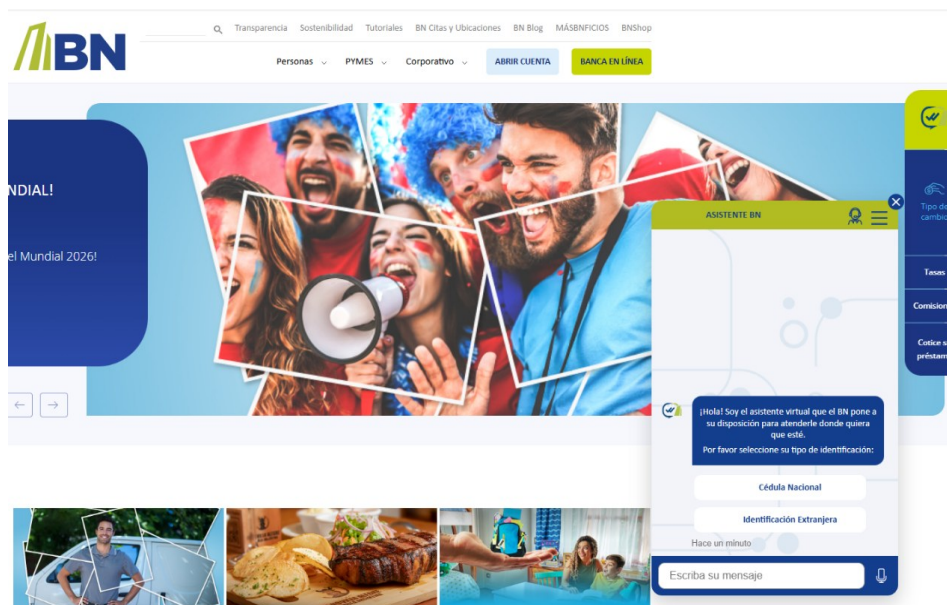 BN
Transparencia Sostenibilidad Tutoriales BN Citas y Ubicaciones BN Blog MÁSBNFICIOS BNShop
Personas PYMES Corporativo ABRIR CUENTA BANCA EN LÍNEA
NDIAL!
el Mundial 2026!
Tipo de
cambio
Tasas
Comision
Cotice s
préstam
ASISTENTE BN
¡Hola! Soy el asistente virtual que el BN pone a
su disposición para atenderle donde quiera
que esté.
Por favor seleccione su tipo de identificación:
Cédula Nacional
Identificación Extranjera
Hace un minuto
Escriba su mensaje